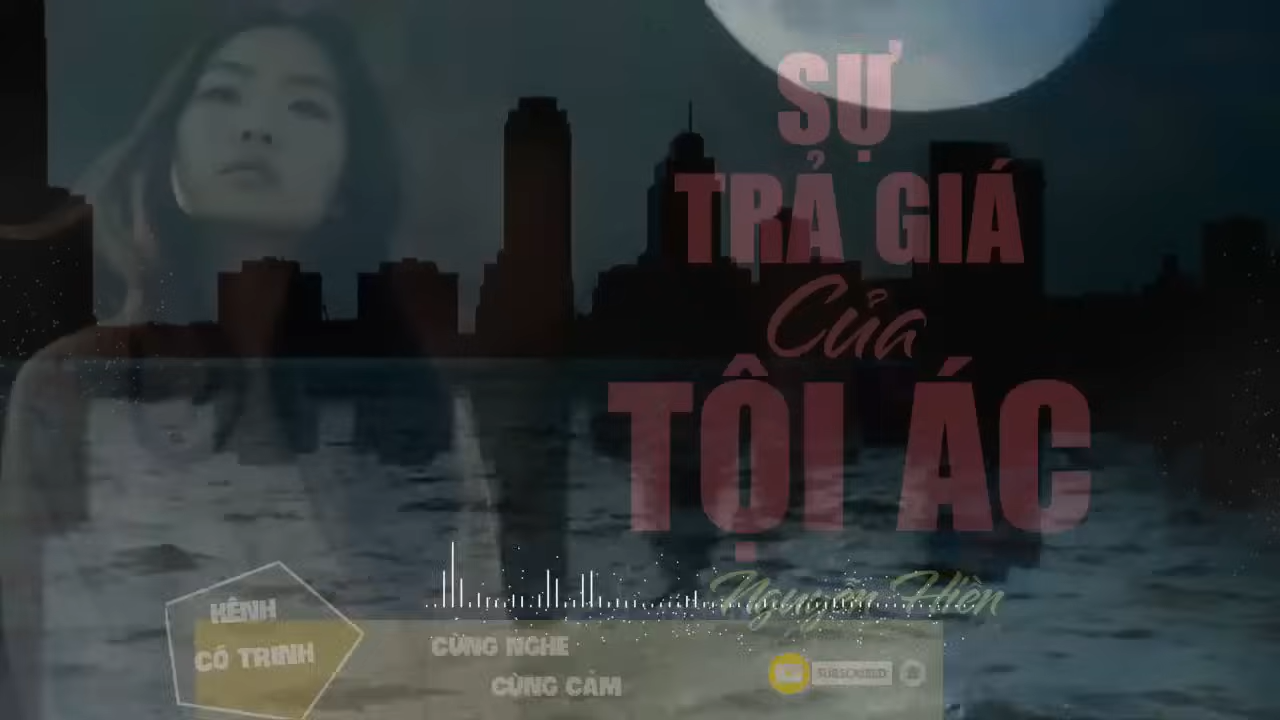 SỰ
TRẢ GIÁ
Của
TỘI ÁC
Nguyễn Hiền
KÊNH
CÔ TRINH
CÙNG NGHE
CÙNG CẢM
SUBSCRIBED